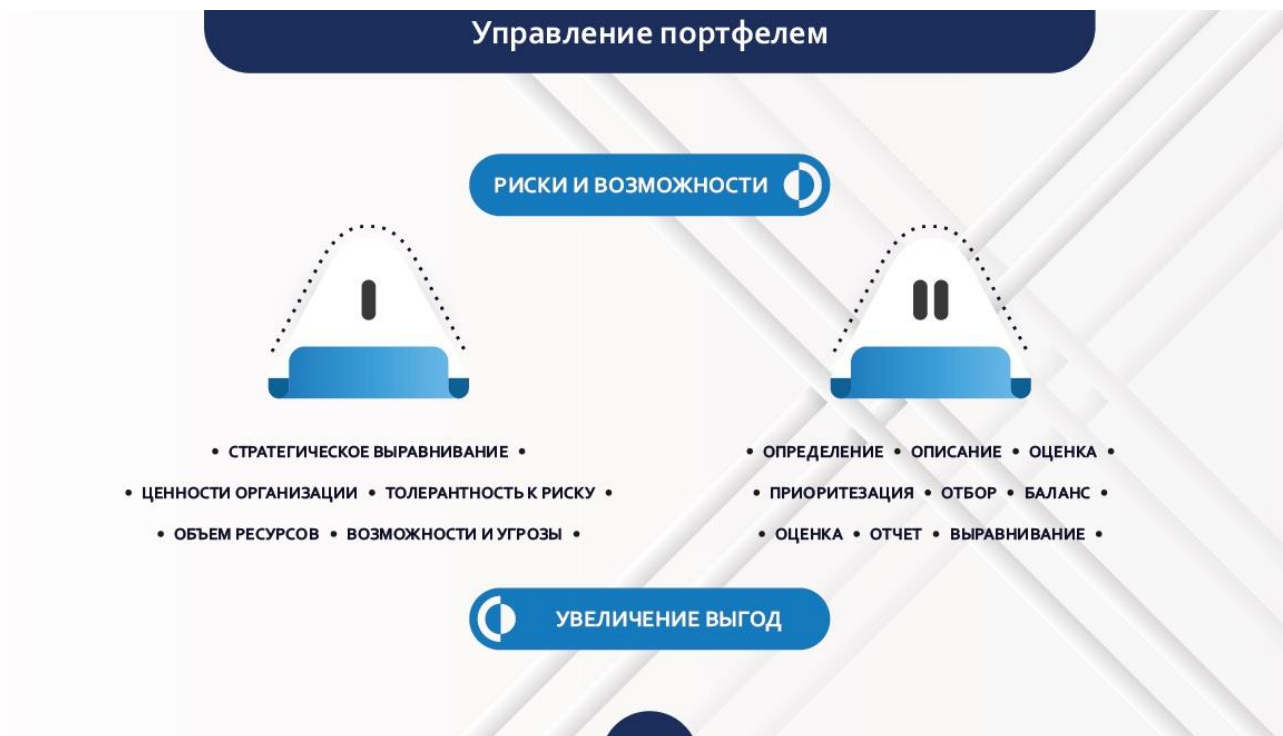 Управление портфелем
РИСКИ И ВОЗМОЖНОСТИ
I
II
• СТРАТЕГИЧЕСКОЕ ВЫРАВНИВАНИЕ •
• ЦЕННОСТИ ОРГАНИЗАЦИИ • ТОЛЕРАНТНОСТЬ К РИСКУ •
• ОБЪЕМ РЕСУРСОВ • ВОЗМОЖНОСТИ И УГРОЗЫ •
• ОПРЕДЕЛЕНИЕ • ОПИСАНИЕ • ОЦЕНКА •
• ПРИОРИТЕЗАЦИЯ • ОТБОР • БАЛАНС •
• ОЦЕНКА • ОТЧЕТ • ВЫРАВНИВАНИЕ •
УВЕЛИЧЕНИЕ ВЫГОД